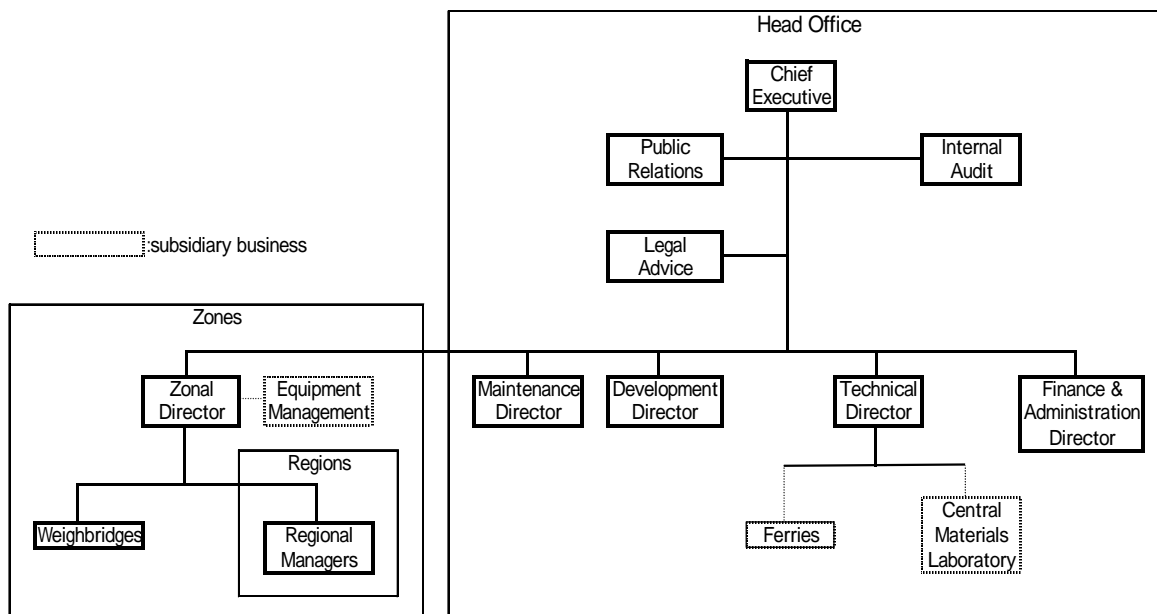 Head Office
Chief
Executive
Public
Relations
Internal
Audit
:subsidiary business
Legal
Advice
Zones
Zonal
Director
Equipment
Management
Maintenance
Director
Development
Director
Technical
Director
Finance &
Administration
Director
Regions
Weighbridges
Regional
Managers
Ferries
Central
Materials
Laboratory